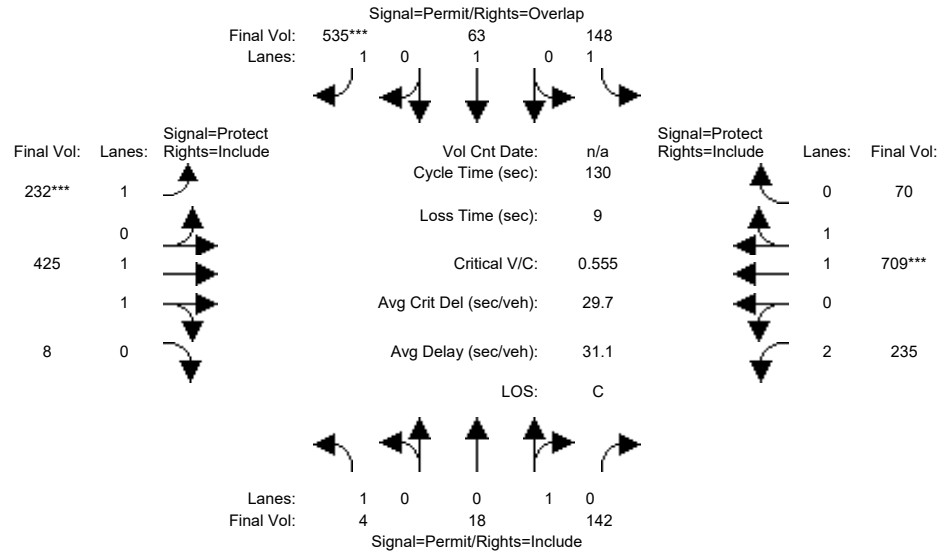 Signal=Permit/Rights=Overlap
Final Vol: 535*** 63 148
Lanes: 1 0 1 0 1
Signal=Protect Signal=Protect
Final Vol: Lanes: Rights=Include Vol Cnt Date: n/a Rights=Include Lanes: Final Vol:
Cycle Time (sec): 130
232*** 1 0 70
Loss Time (sec): 9
0 1
425 1 Critical V/C: 0.555 1 709***
1 Avg Crit Del (sec/veh): 29.7 0
8 0 Avg Delay (sec/veh): 31.1 2 235
LOS: C
Lanes: 1 0 0 1 0
Final Vol: 4 18 142
Signal=Permit/Rights=Include